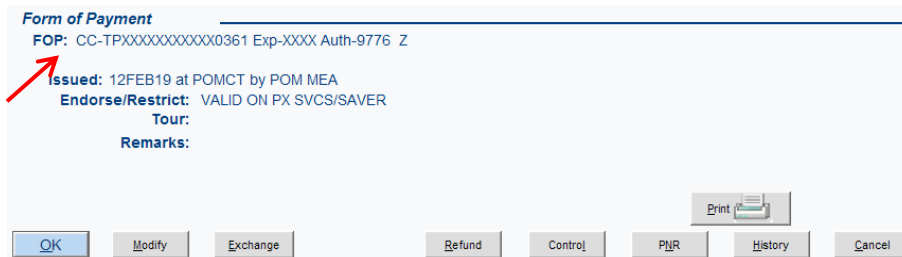 Form of Payment
FOP: CC-TPXXXXXXXXXXX0361 Exp-XXXX Auth-9776 Z
Issued: 12FEB19 at POMCT by POM MEA
Endorse/Restrict: VALID ON PX SVCS/SAVER
Tour:
Remarks:
Print
OK Modify Exchange Refund Control PNR History Cancel